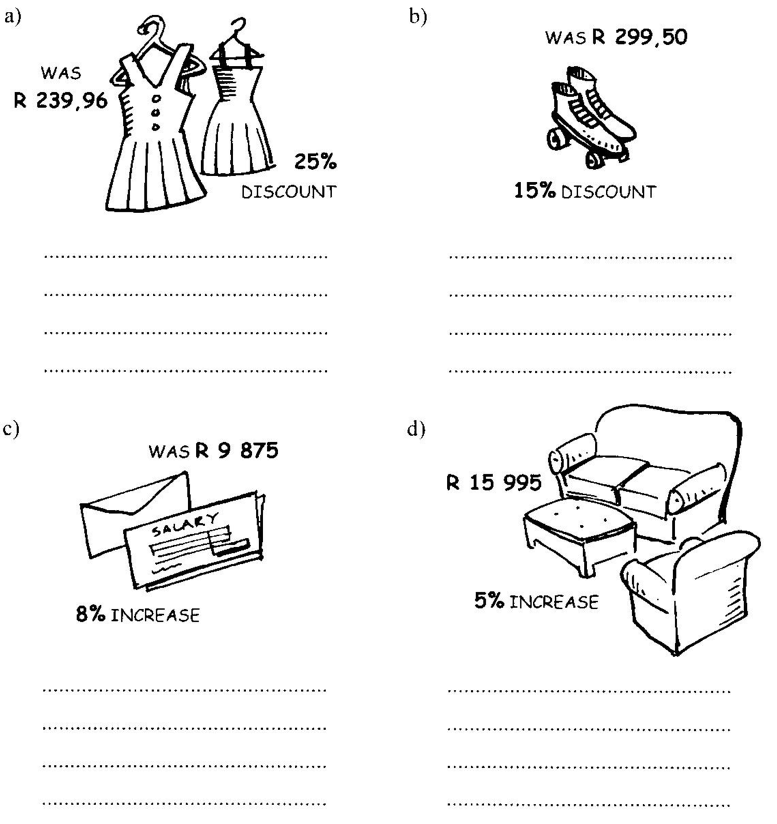 a)
WAS
R 239,96
25%
DISCOUNT
b)
WAS R 299,50
15% DISCOUNT
c)
WAS R 9 875
SALARY
8% INCREASE
d)
R 15 995
5% INCREASE